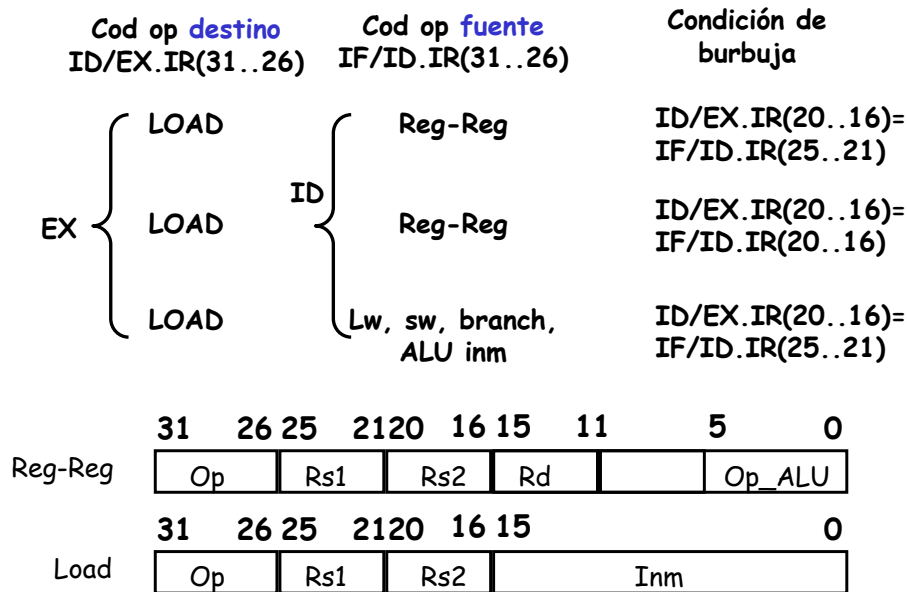 Cod op destino
ID/EX.IR(31..26)
Cod op fuente
IF/ID.IR(31..26)
Condición de
burbuja
EX
LOAD
ID
Reg-Reg
ID/EX.IR(20..16)=
IF/ID.IR(25..21)
LOAD
Reg-Reg
ID/EX.IR(20..16)=
IF/ID.IR(20..16)
LOAD
Lw, sw, branch,
ALU inm
ID/EX.IR(20..16)=
IF/ID.IR(25..21)
31 26 25 2120 16 15 11 5 0
Reg-Reg Op Rs1 Rs2 Rd Op_ALU
31 26 25 2120 16 15 0
Load Op Rs1 Rs2 Inm